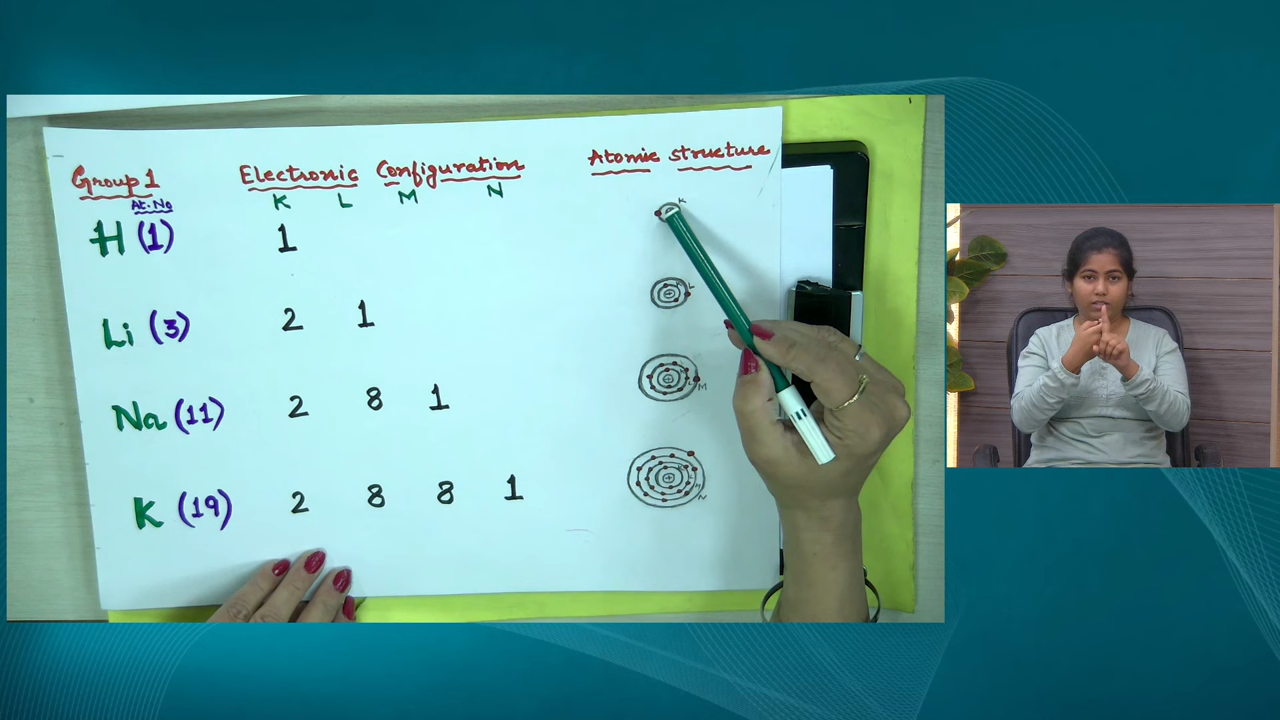 Group 1 Electronic Configuration Atomic structure
At. No K L M N
H (1) 1 K
Li (3) 2 1 K L
Na (11) 2 8 1 M
K (19) 2 8 8 1 M N